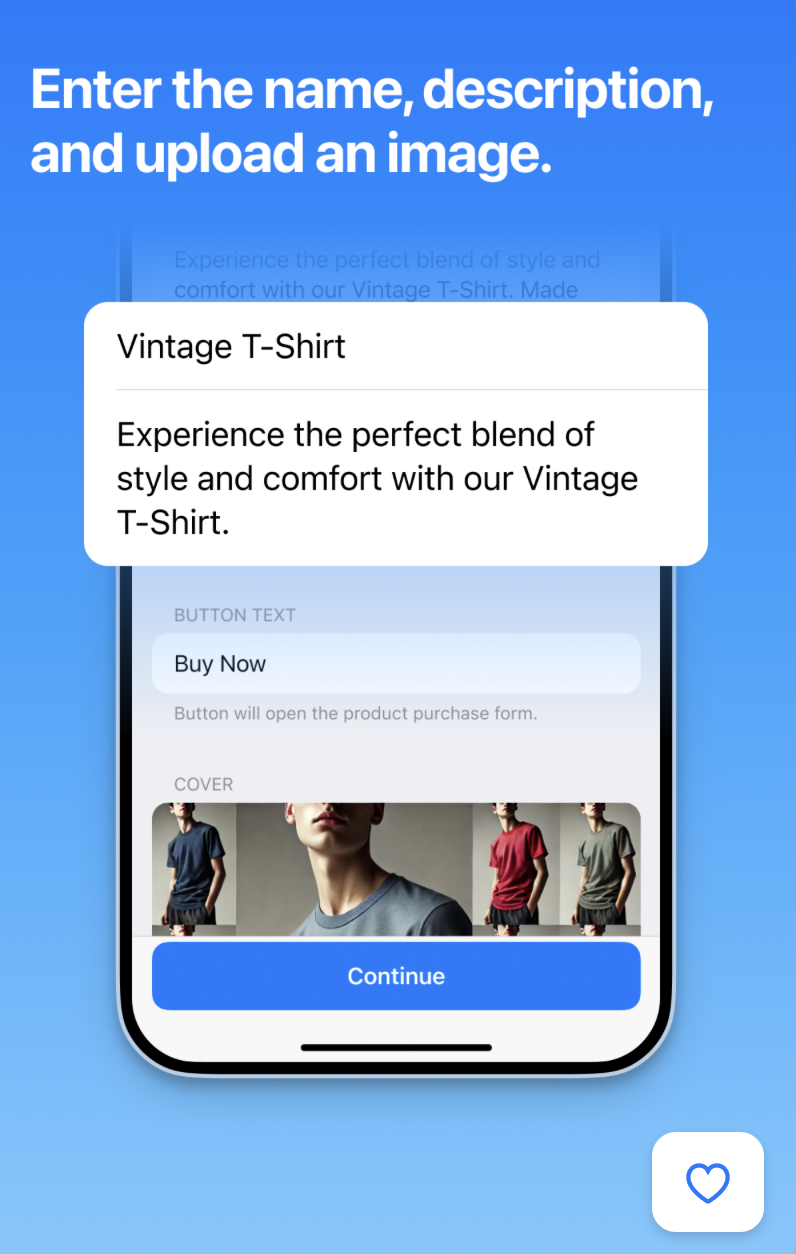 Enter the name, description,
and upload an image.
Experience the perfect blend of style and
comfort with our Vintage T-Shirt. Made
Vintage T-Shirt
Experience the perfect blend of
style and comfort with our Vintage
T-Shirt.
BUTTON TEXT
Buy Now
Button will open the product purchase form.
COVER
Continue